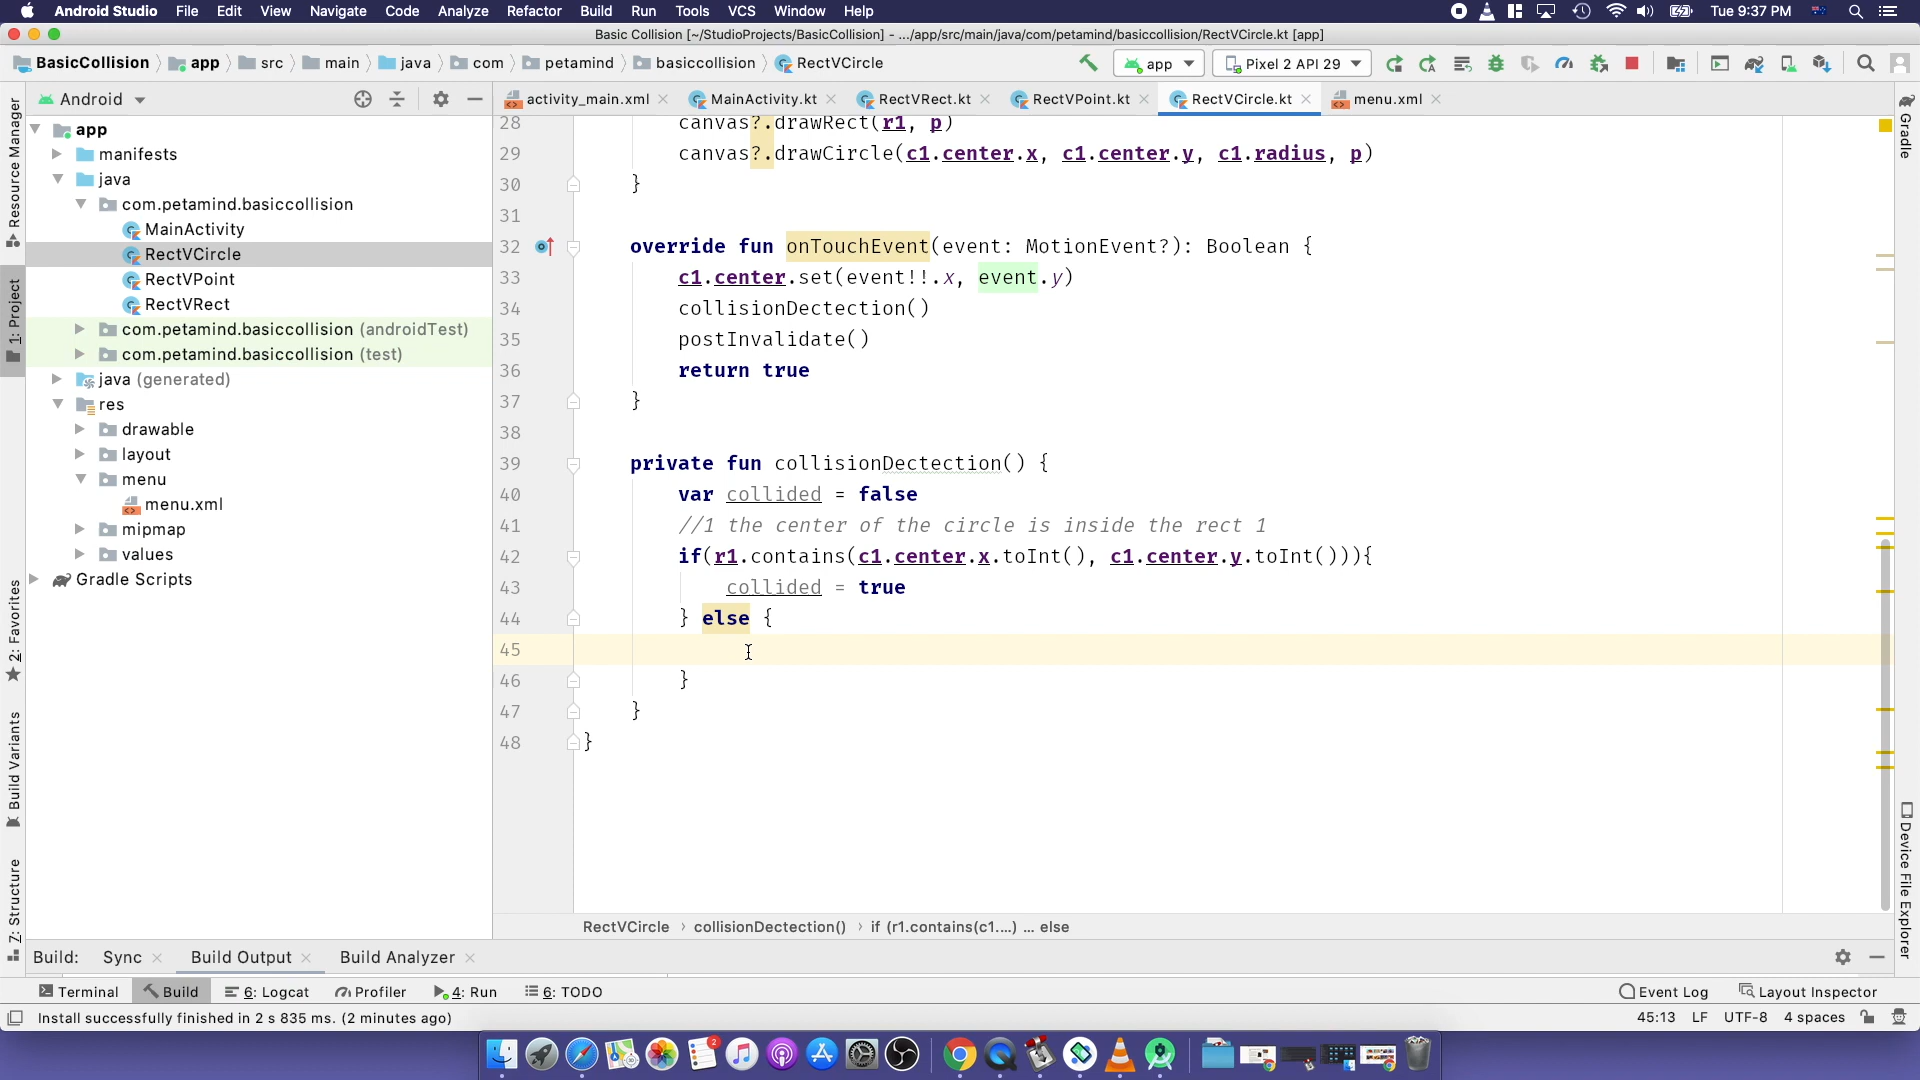 Android Studio File Edit View Navigate Code Analyze Refactor Build Run Tools VCS Window Help Tue 9:37 PM
Basic Collision [~/StudioProjects/BasicCollision] - .../app/src/main/java/com/petamind/basiccollision/RectVCircle.kt [app]
BasicCollision app src main java com petamind basiccollision RectVCircle app Pixel 2 API 29
Android
activity_main.xml MainActivity.kt RectVRect.kt RectVPoint.kt RectVCircle.kt menu.xml
Resource Manager
1: Project
2: Favorites
Build Variants
Z: Structure
app
manifests
java
com.petamind.basiccollision
MainActivity
RectVCircle
RectVPoint
RectVRect
com.petamind.basiccollision (androidTest)
com.petamind.basiccollision (test)
java (generated)
res
drawable
layout
menu
menu.xml
mipmap
values
Gradle Scripts
28 canvas?.drawRect(r1, p)
29 canvas?.drawCircle(c1.center.x, c1.center.y, c1.radius, p)
30 }
31
32 override fun onTouchEvent(event: MotionEvent?): Boolean {
33 c1.center.set(event!!.x, event.y)
34 collisionDectection()
35 postInvalidate()
36 return true
37 }
38
39 private fun collisionDectection() {
40 var collided = false
41 //1 the center of the circle is inside the rect 1
42 if(r1.contains(c1.center.x.toInt(), c1.center.y.toInt())){
43 collided = true
44 } else {
45
46 }
47 }
48 }
Gradle
Device File Explorer
RectVCircle › collisionDectection() › if (r1.contains(c1....) ... else
Build: Sync Build Output Build Analyzer
Terminal Build 6: Logcat Profiler 4: Run 6: TODO Event Log Layout Inspector
Install successfully finished in 2 s 835 ms. (2 minutes ago) 45:13 LF UTF-8 4 spaces
2